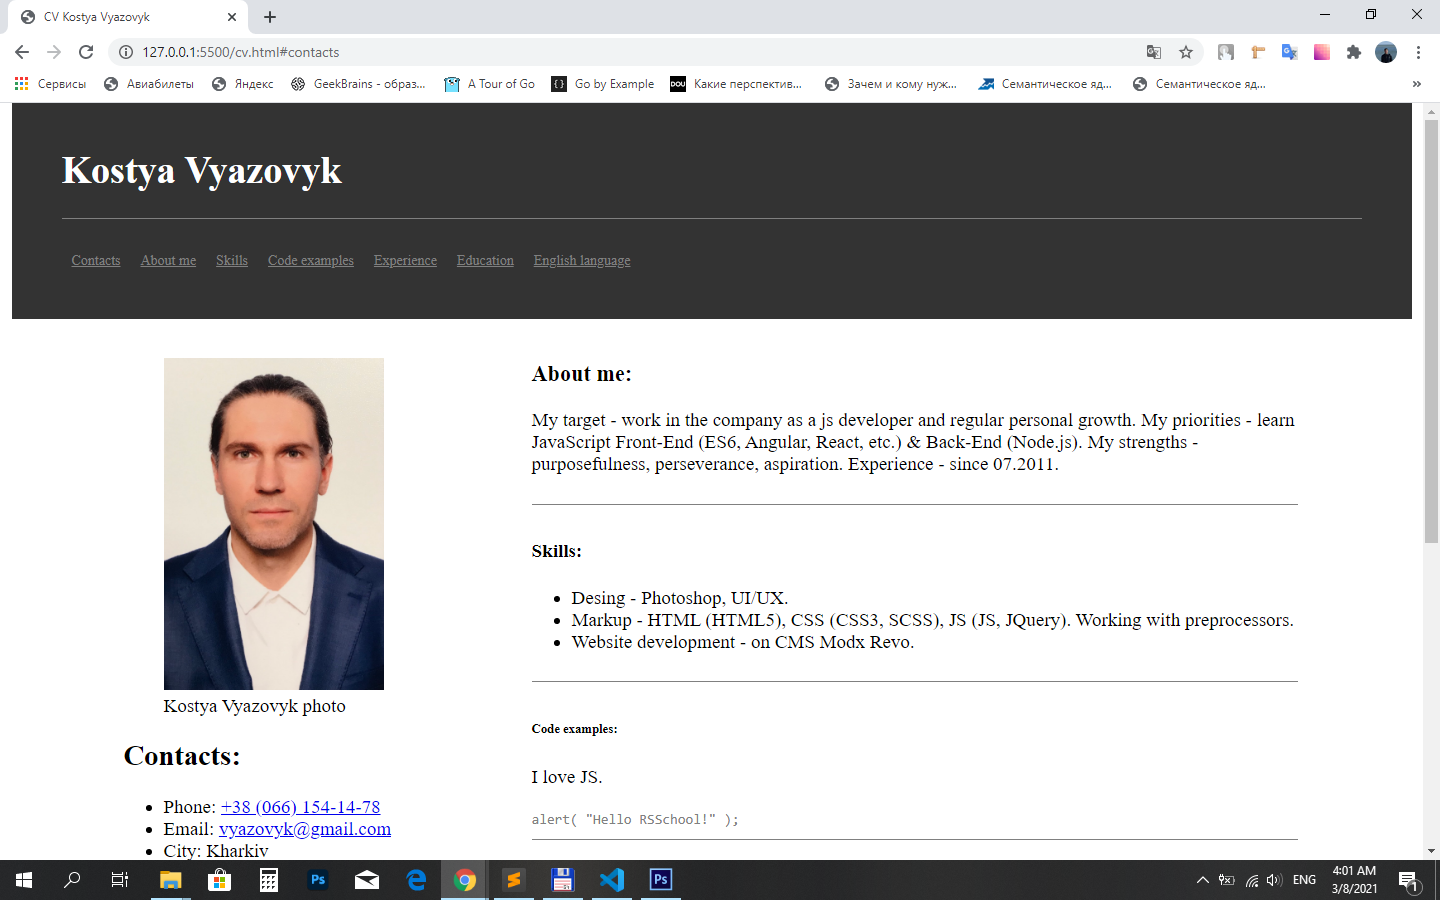 CV Kostya Vyazovyk
127.0.0.1:5500/cv.html#contacts
Сервисы Авиабилеты Яндекс GeekBrains - образ... A Tour of Go Go by Example DOU Какие перспектив... Зачем и кому нуж... Семантическое яд... Семантическое яд... »
Kostya Vyazovyk
Contacts About me Skills Code examples Experience Education English language
Kostya Vyazovyk photo
Contacts:
• Phone: +38 (066) 154-14-78
• Email: vyazovyk@gmail.com
• City: Kharkiv
About me:
My target - work in the company as a js developer and regular personal growth. My priorities - learn
JavaScript Front-End (ES6, Angular, React, etc.) & Back-End (Node.js). My strengths -
purposefulness, perseverance, aspiration. Experience - since 07.2011.
Skills:
• Desing - Photoshop, UI/UX.
• Markup - HTML (HTML5), CSS (CSS3, SCSS), JS (JS, JQuery). Working with preprocessors.
• Website development - on CMS Modx Revo.
Code examples:
I love JS.
alert( "Hello RSSchool!" );
Ps Ps ENG 4:01 AM
3/8/2021 1